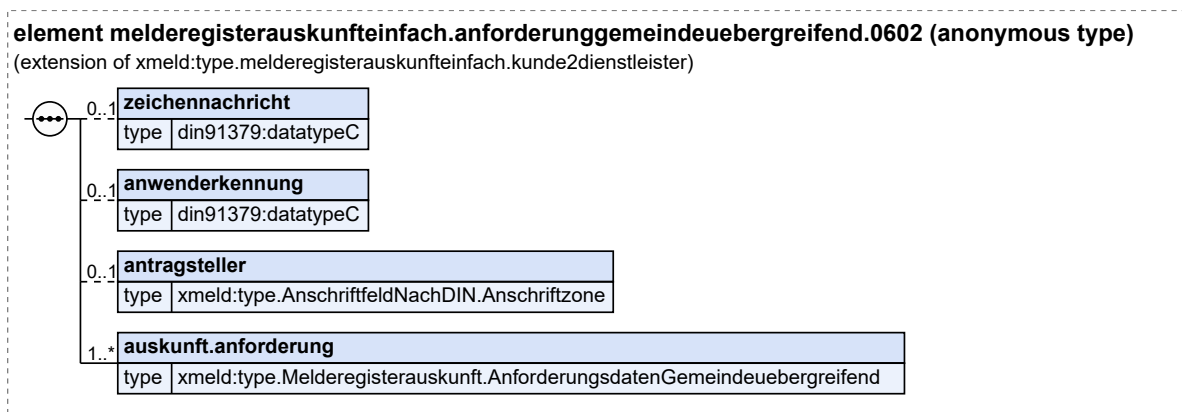 element melderegisterauskunfteinfach.anforderunggemeindeuebergreifend.0602 (anonymous type)
(extension of xmeld:type.melderegisterauskunfteinfach.kunde2dienstleister)
0..1 zeichennachricht
type din91379:datatypeC
0..1 anwenderkennung
type din91379:datatypeC
0..1 antragsteller
type xmeld:type.AnschriftfeldNachDIN.Anschriftzone
1..* auskunft.anforderung
type xmeld:type.Melderegisterauskunft.AnforderungsdatenGemeindeuebergreifend